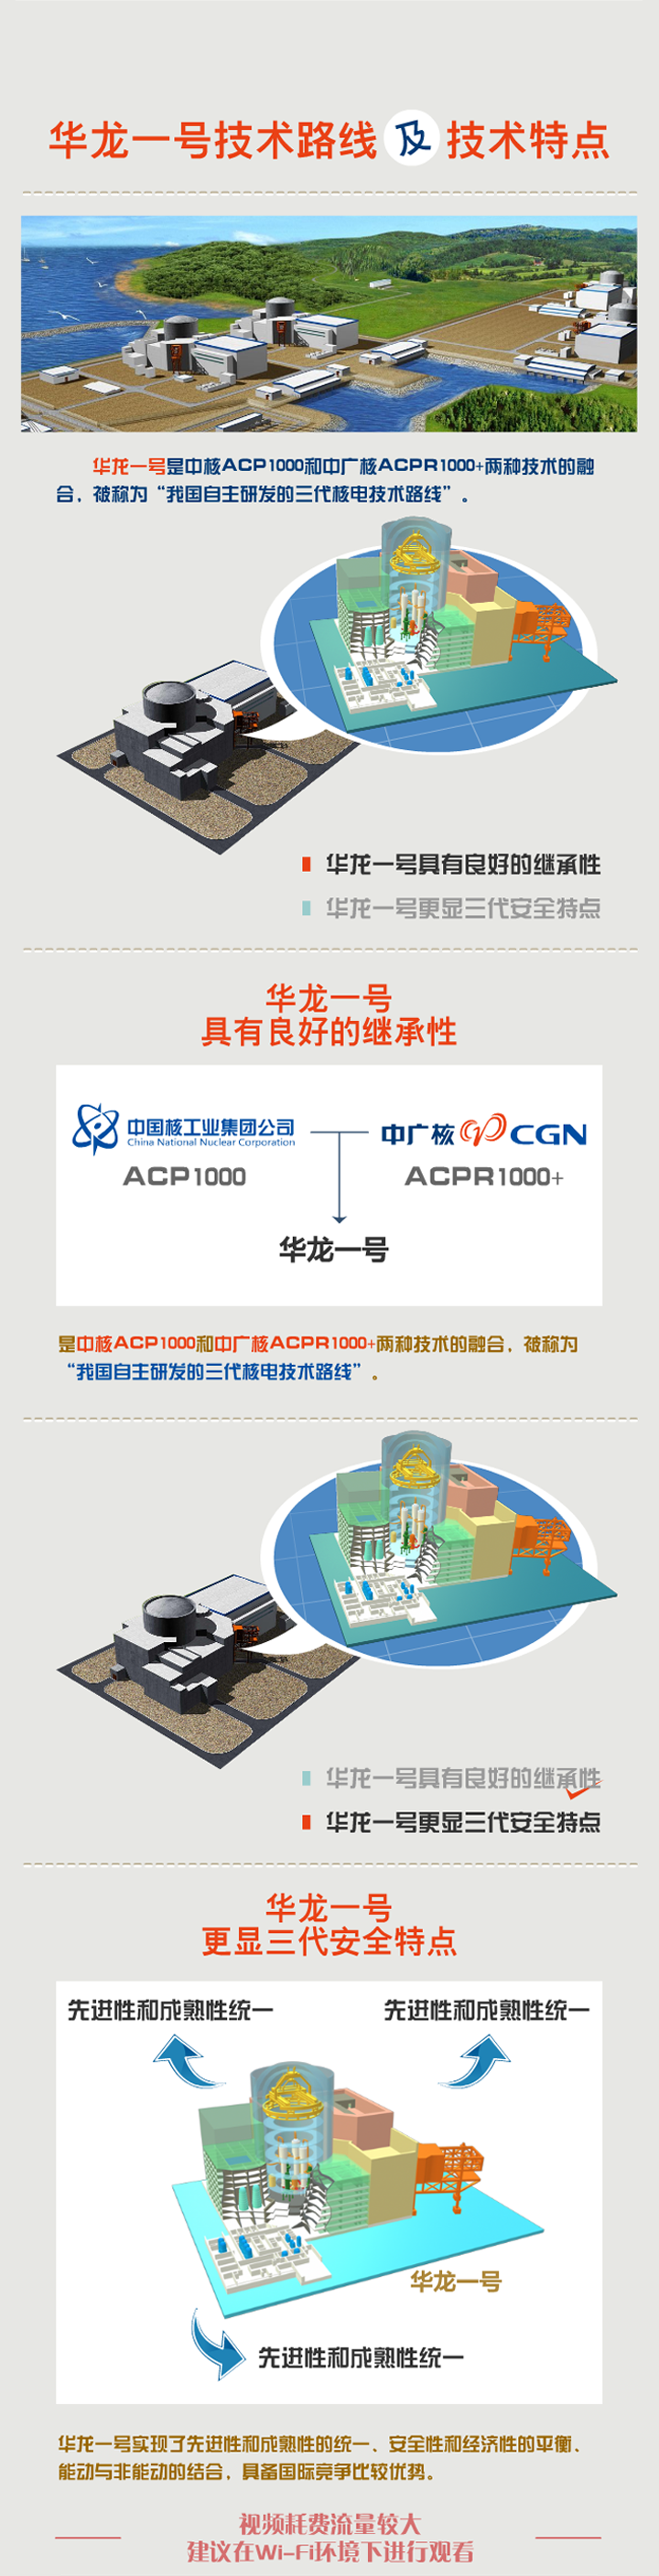 华龙一号技术路线及技术特点
华龙一号是中核ACP1000和中广核ACPR1000+两种技术的融
合，被称为“我国自主研发的三代核电技术路线”。
华龙一号具有良好的继承性
华龙一号更显三代安全特点
华龙一号
具有良好的继承性
中国核工业集团公司
China National Nuclear Corporation
中广核 CGN
ACP1000
ACPR1000+
华龙一号
是中核ACP1000和中广核ACPR1000+两种技术的融合，被称为
“我国自主研发的三代核电技术路线”。
华龙一号具有良好的继承性
华龙一号更显三代安全特点
华龙一号
更显三代安全特点
先进性和成熟性统一
先进性和成熟性统一
华龙一号
先进性和成熟性统一
华龙一号实现了先进性和成熟性的统一、安全性和经济性的平衡、
能动与非能动的结合，具备国际竞争比较优势。
视频耗费流量较大
建议在Wi-Fi环境下进行观看